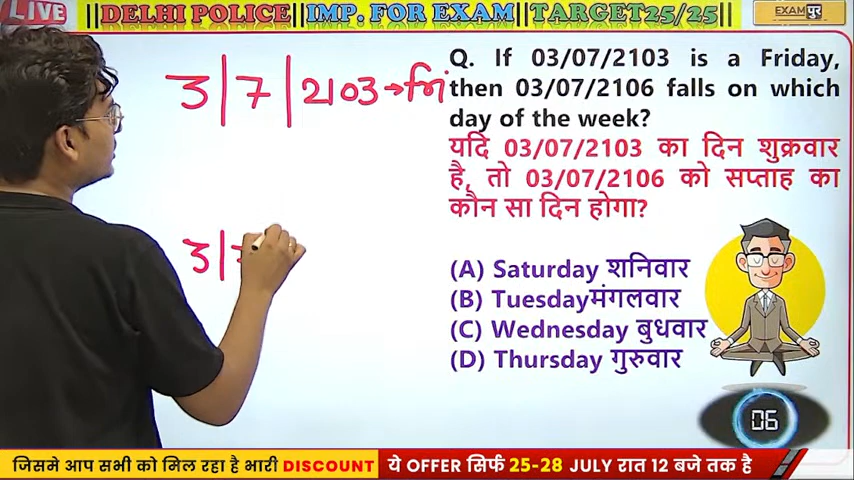 LIVE ||DELHI POLICE||IMP. FOR EXAM||TARGET25/25|| EXAMपुर
3|7|2103→Fri
Q. If 03/07/2103 is a Friday,
then 03/07/2106 falls on which
day of the week?
यदि 03/07/2103 का दिन शुक्रवार
है, तो 03/07/2106 को सप्ताह का
कौन सा दिन होगा?
3|7
(A) Saturday शनिवार
(B) Tuesdayमंगलवार
(C) Wednesday बुधवार
(D) Thursday गुरुवार
06
जिसमे आप सभी को मिल रहा है भारी DISCOUNT ये OFFER सिर्फ 25-28 JULY रात 12 बजे तक है